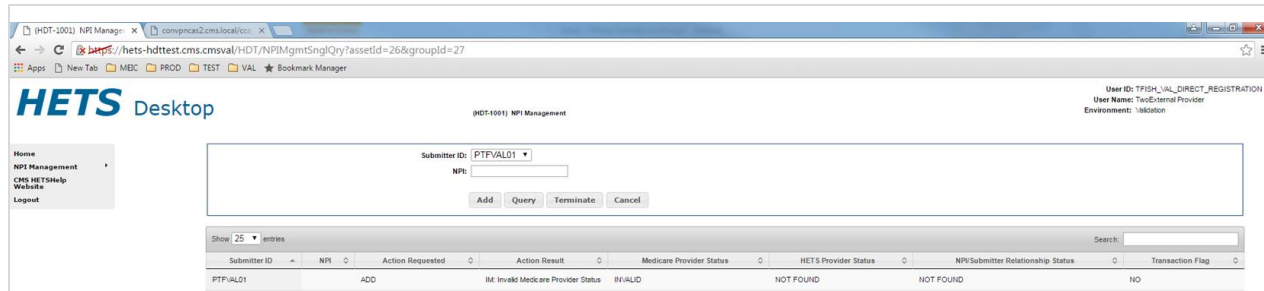 (HDT-1001) NPI Manager
convpncas2.cms.local/cca
https://hets-hdttest.cms.cmsval/HDT/NPIMgmtSnglQry?assetId=26&groupId=27
Apps New Tab MEIC PROD TEST VAL Bookmark Manager
HETS Desktop
(HDT-1001) NPI Management
User ID: TFISH_VAL_DIRECT_REGISTRATION
User Name: TwoExternal Provider
Environment: Validation
Home
NPI Management
CMS HETSHelp
Website
Logout
Submitter ID: PTFVAL01
NPI:
Add Query Terminate Cancel
Show 25 entries Search:
Submitter ID NPI Action Requested Action Result Medicare Provider Status HETS Provider Status NPI/Submitter Relationship Status Transaction Flag
PTFVAL01 ADD IM: Invalid Medicare Provider Status INVALID NOT FOUND NOT FOUND NO